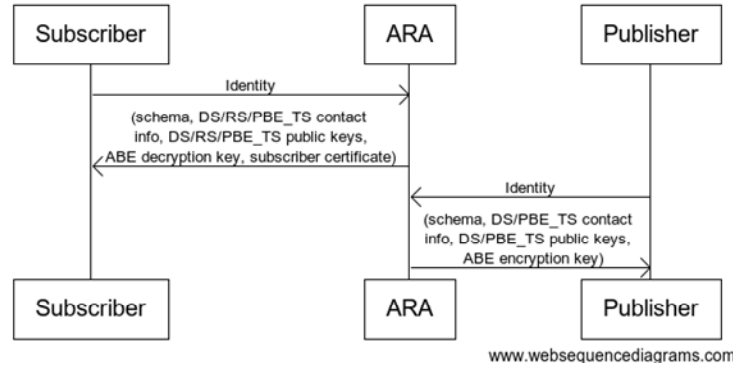 Subscriber
ARA
Publisher
Identity
(schema, DS/RS/PBE_TS contact
info, DS/RS/PBE_TS public keys,
ABE decryption key, subscriber certificate)
Identity
(schema, DS/PBE_TS contact
info, DS/PBE_TS public keys,
ABE encryption key)
Subscriber
ARA
Publisher
www.websequencediagrams.com